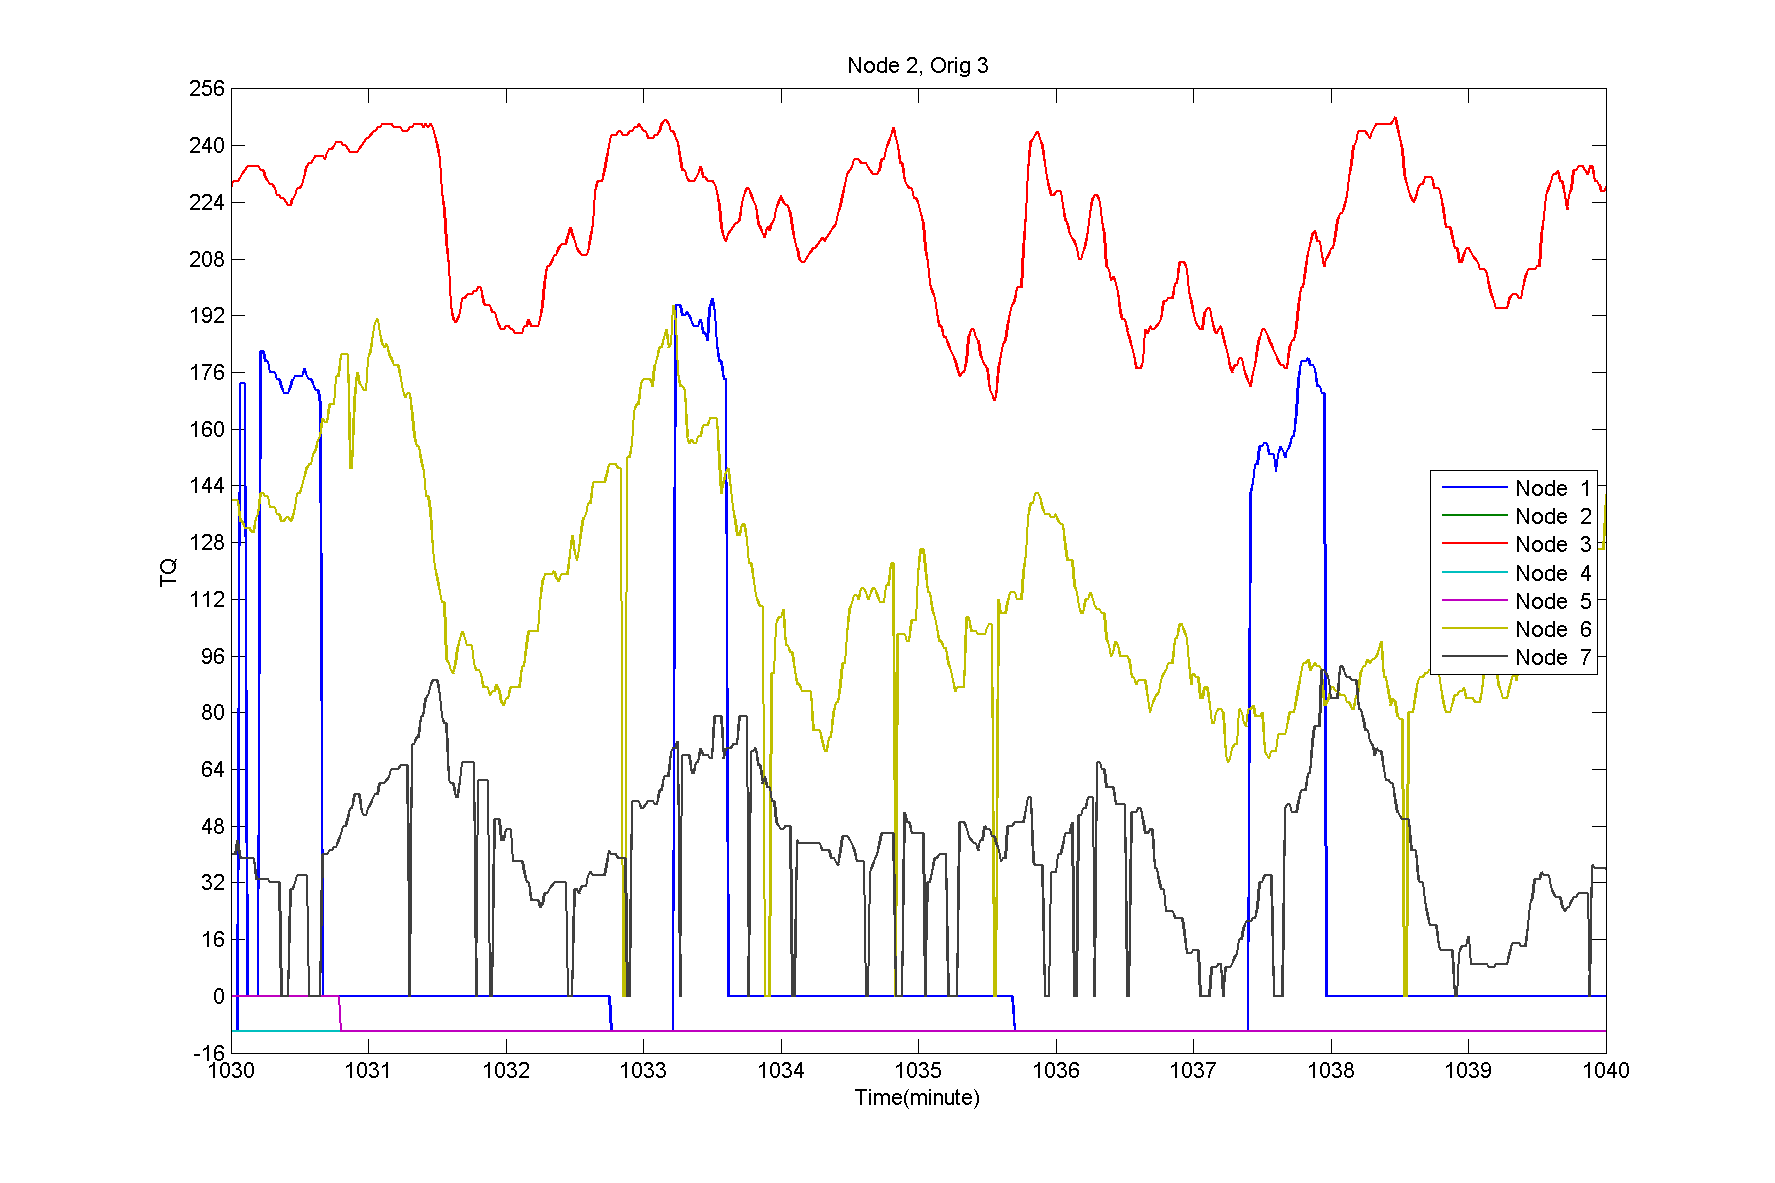 Node 2, Orig 3
256
240
224
208
192
176
160
144
128
112
96
80
64
48
32
16
0
-16
TQ
Node 1
Node 2
Node 3
Node 4
Node 5
Node 6
Node 7
1030 1031 1032 1033 1034 1035 1036 1037 1038 1039 1040
Time(minute)